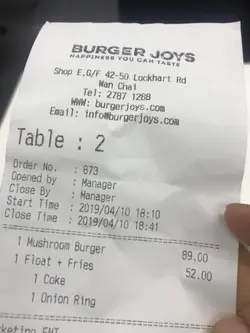 BURGER JOYS
HAPPINESS YOU CAN TASTE
Shop E,G/F 42-50 Lockhart Rd
Wan Chai
Tel: 2787 1288
WWW: burgerjoys.com
Email: info@burgerjoys.com
Table : 2
Order No. : 873
Opened by : Manager
Close By : Manager
Start Time : 2019/04/10 18:10
Close Time : 2019/04/10 18:41
1 Mushroom Burger 89.00
1 Float + Fries 52.00
1 Coke
1 Onion Ring